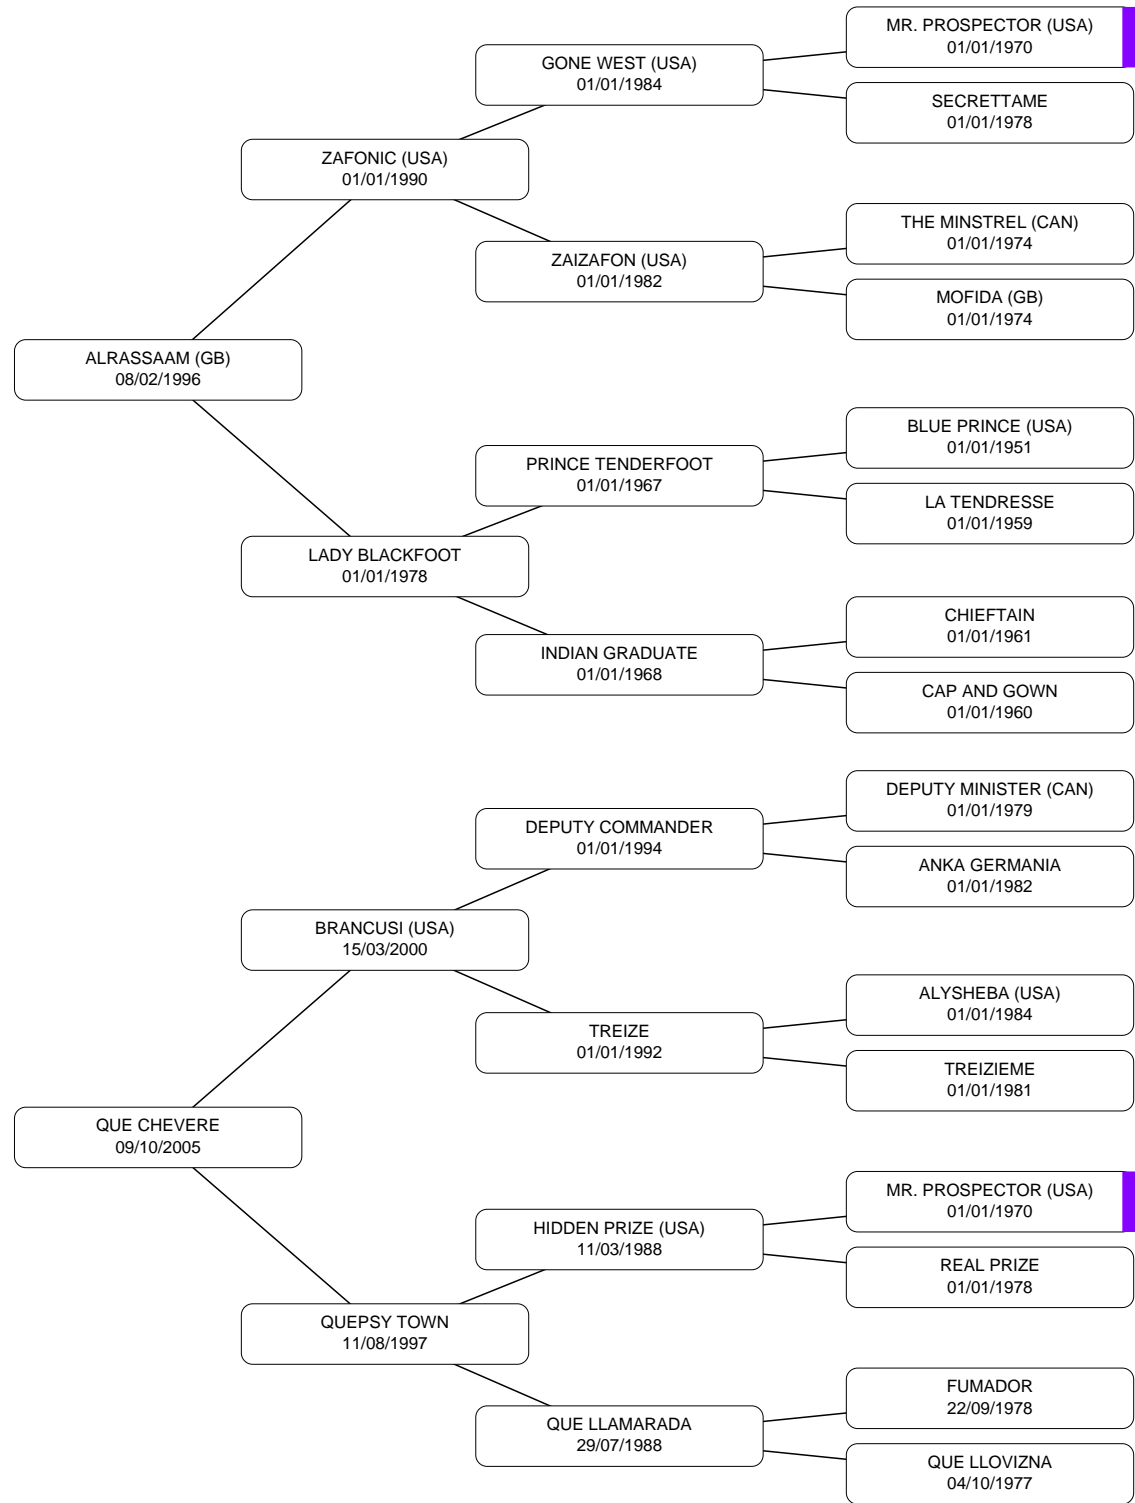 MR. PROSPECTOR (USA)
01/01/1970
GONE WEST (USA)
01/01/1984
SECRETTAME
01/01/1978
ZAFONIC (USA)
01/01/1990
THE MINSTREL (CAN)
01/01/1974
ZAIZAFON (USA)
01/01/1982
MOFIDA (GB)
01/01/1974
ALRASSAAM (GB)
08/02/1996
BLUE PRINCE (USA)
01/01/1951
PRINCE TENDERFOOT
01/01/1967
LA TENDRESSE
01/01/1959
LADY BLACKFOOT
01/01/1978
CHIEFTAIN
01/01/1961
INDIAN GRADUATE
01/01/1968
CAP AND GOWN
01/01/1960
DEPUTY MINISTER (CAN)
01/01/1979
DEPUTY COMMANDER
01/01/1994
ANKA GERMANIA
01/01/1982
BRANCUSI (USA)
15/03/2000
ALYSHEBA (USA)
01/01/1984
TREIZE
01/01/1992
TREIZIEME
01/01/1981
QUE CHEVERE
09/10/2005
MR. PROSPECTOR (USA)
01/01/1970
HIDDEN PRIZE (USA)
11/03/1988
REAL PRIZE
01/01/1978
QUEPSY TOWN
11/08/1997
FUMADOR
22/09/1978
QUE LLAMARADA
29/07/1988
QUE LLOVIZNA
04/10/1977